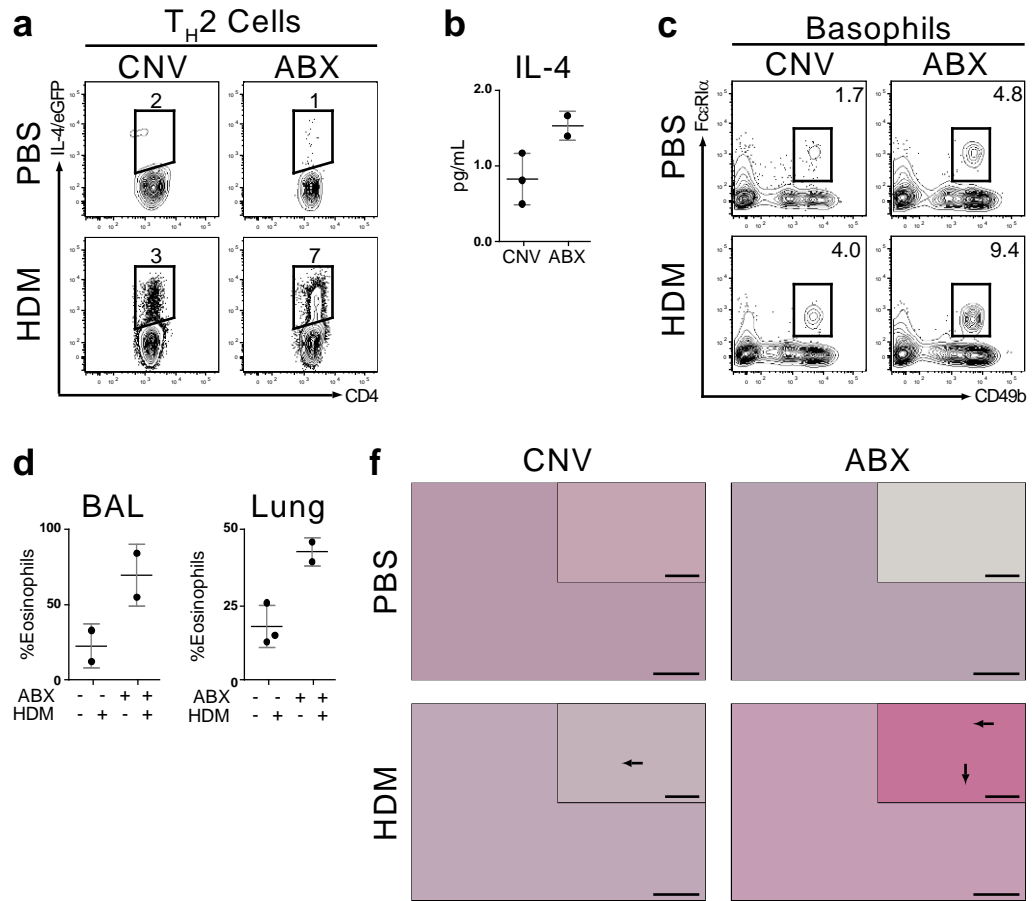 a
T_H2 Cells
CNV ABX
PBS
HDM
IL-4/eGFP
2 1
3 7
CD4
b
IL-4
pg/mL
2.0
1.0
0.0
CNV ABX
c
Basophils
CNV ABX
PBS
HDM
FcεRIα
1.7 4.8
4.0 9.4
CD49b
d
BAL
%Eosinophils
100
50
0
ABX - - + +
HDM - + - +
Lung
%Eosinophils
50
25
0
ABX - - + +
HDM - + - +
f
CNV ABX
PBS
HDM